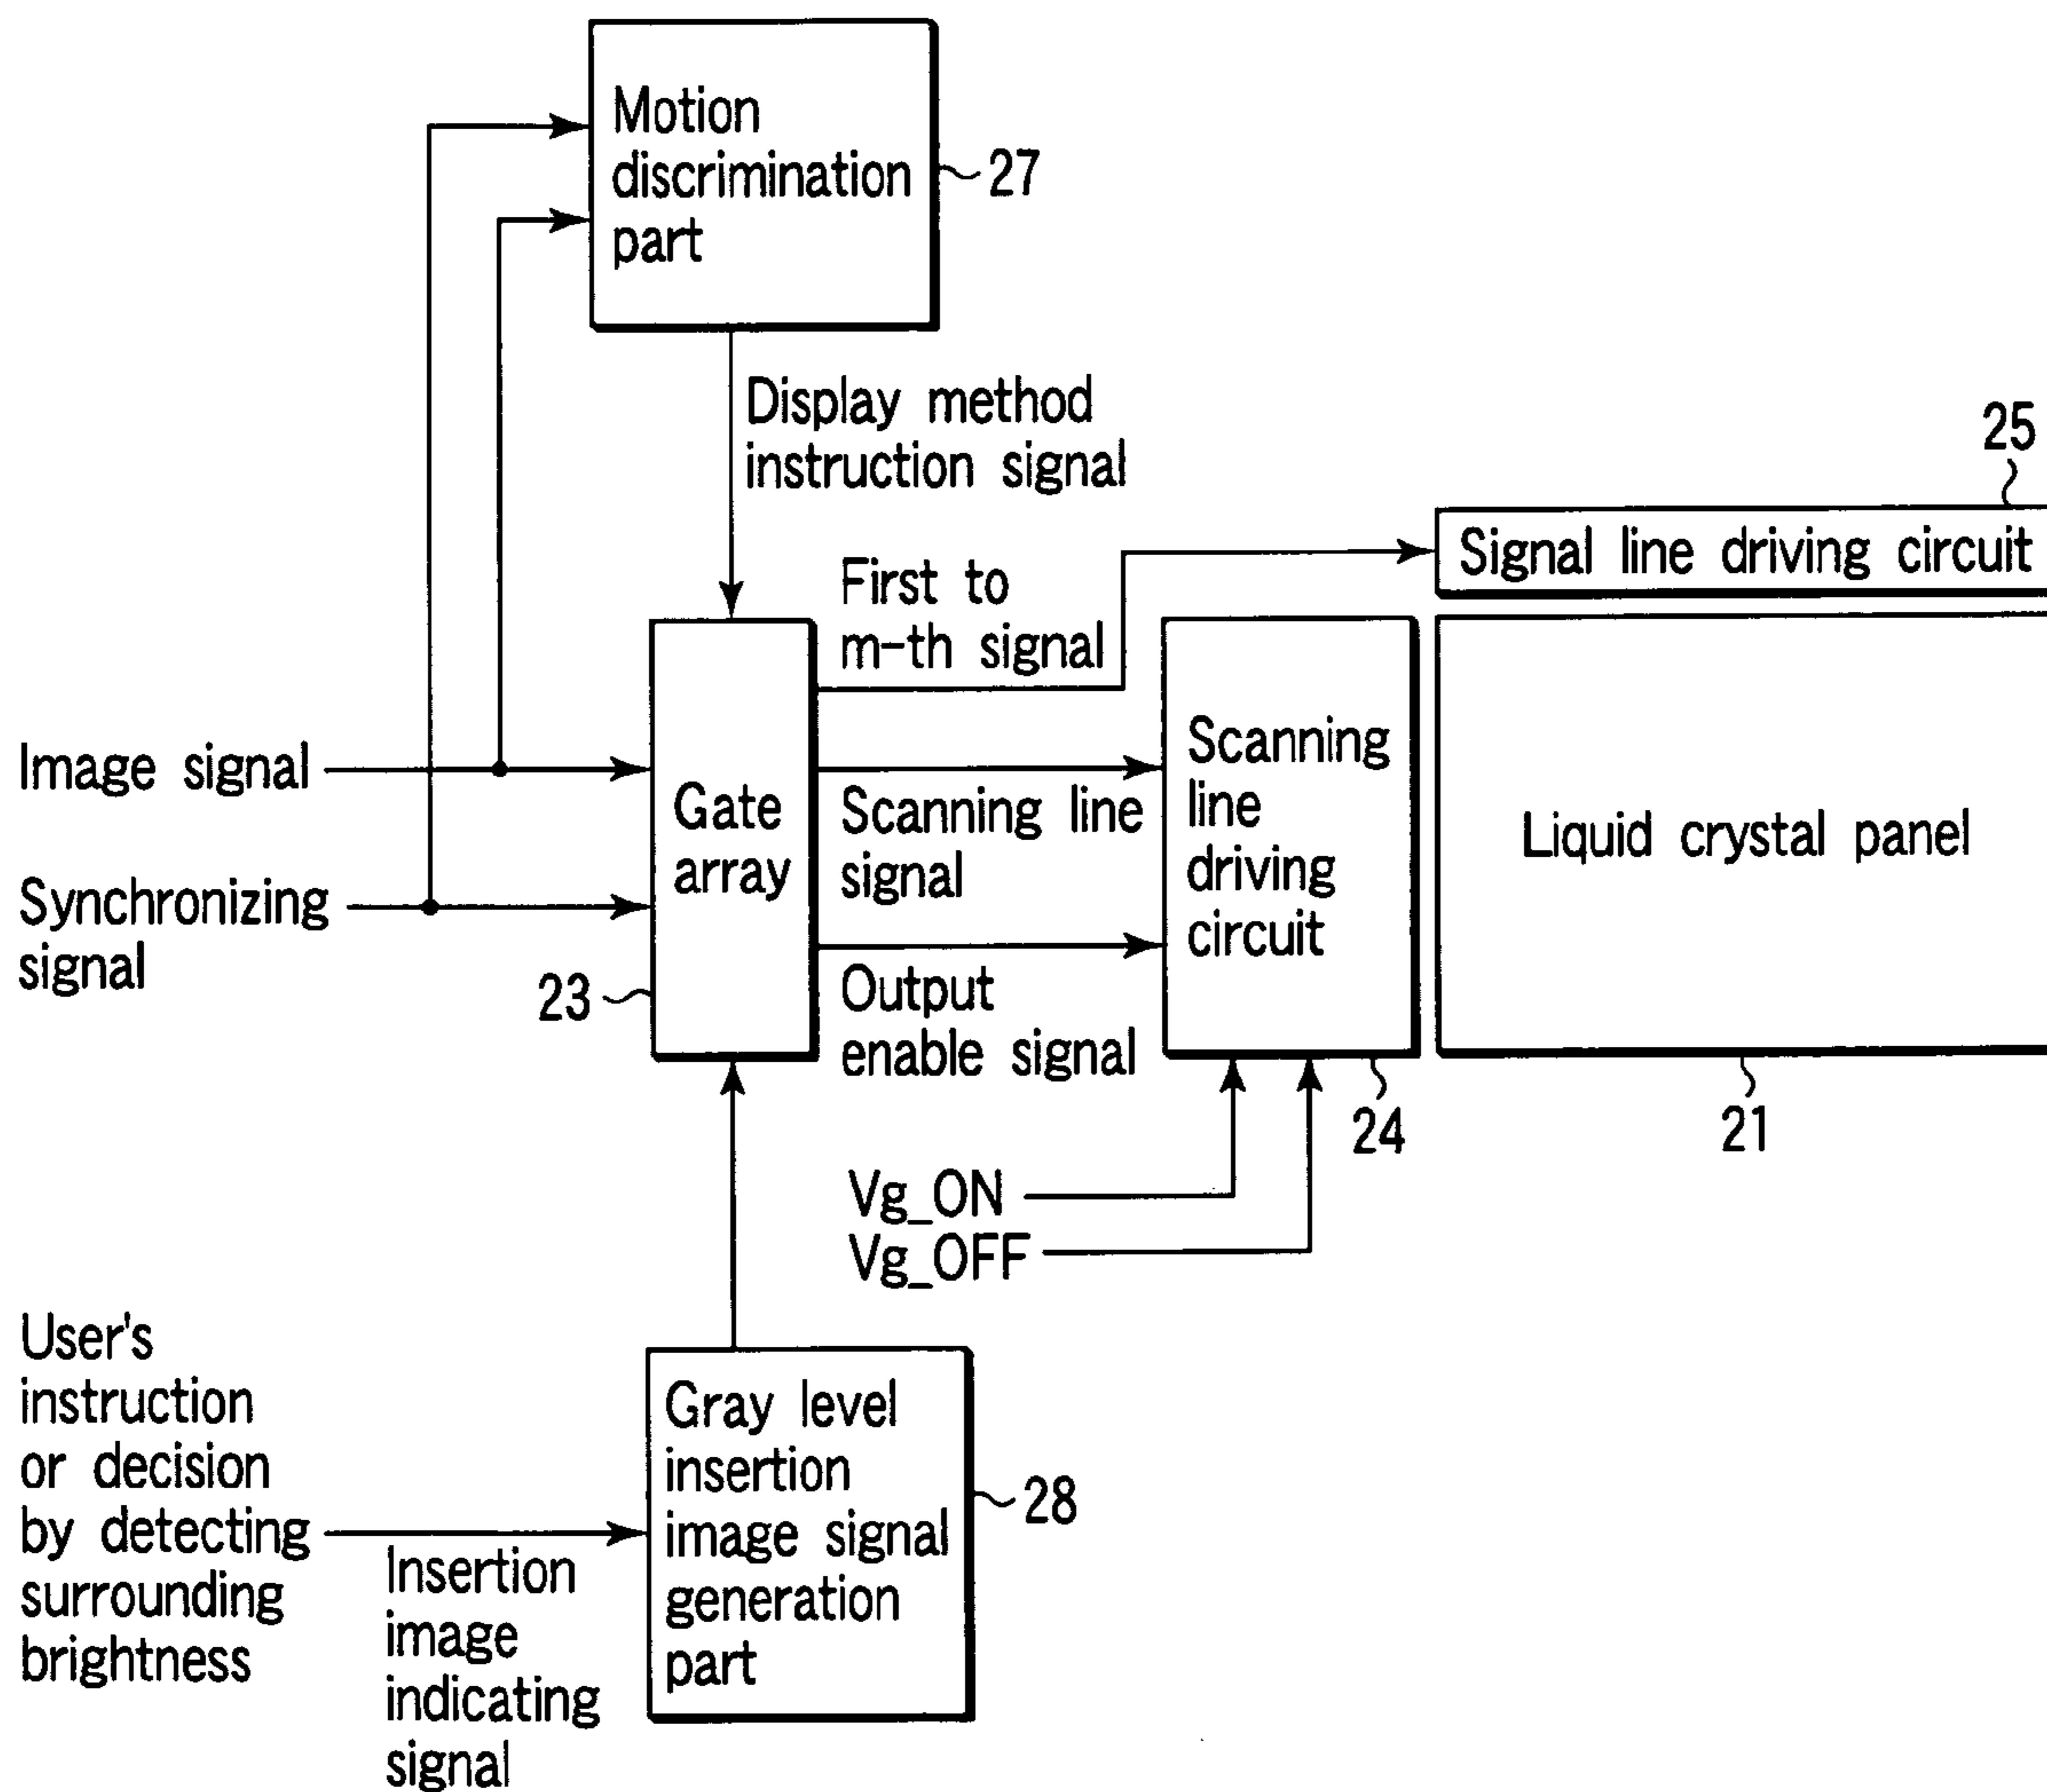 Motion
discrimination
part
27
Display method
instruction signal
25
Signal line driving circuit
First to
m-th signal
Image signal
Synchronizing
signal
Gate
array
23
Scanning line
signal
Output
enable signal
Scanning
line
driving
circuit
24
Liquid crystal panel
21
Vg_ON
Vg_OFF
User's
instruction
or decision
by detecting
surrounding
brightness
Insertion
image
indicating
signal
Gray level
insertion
image signal
generation
part
28